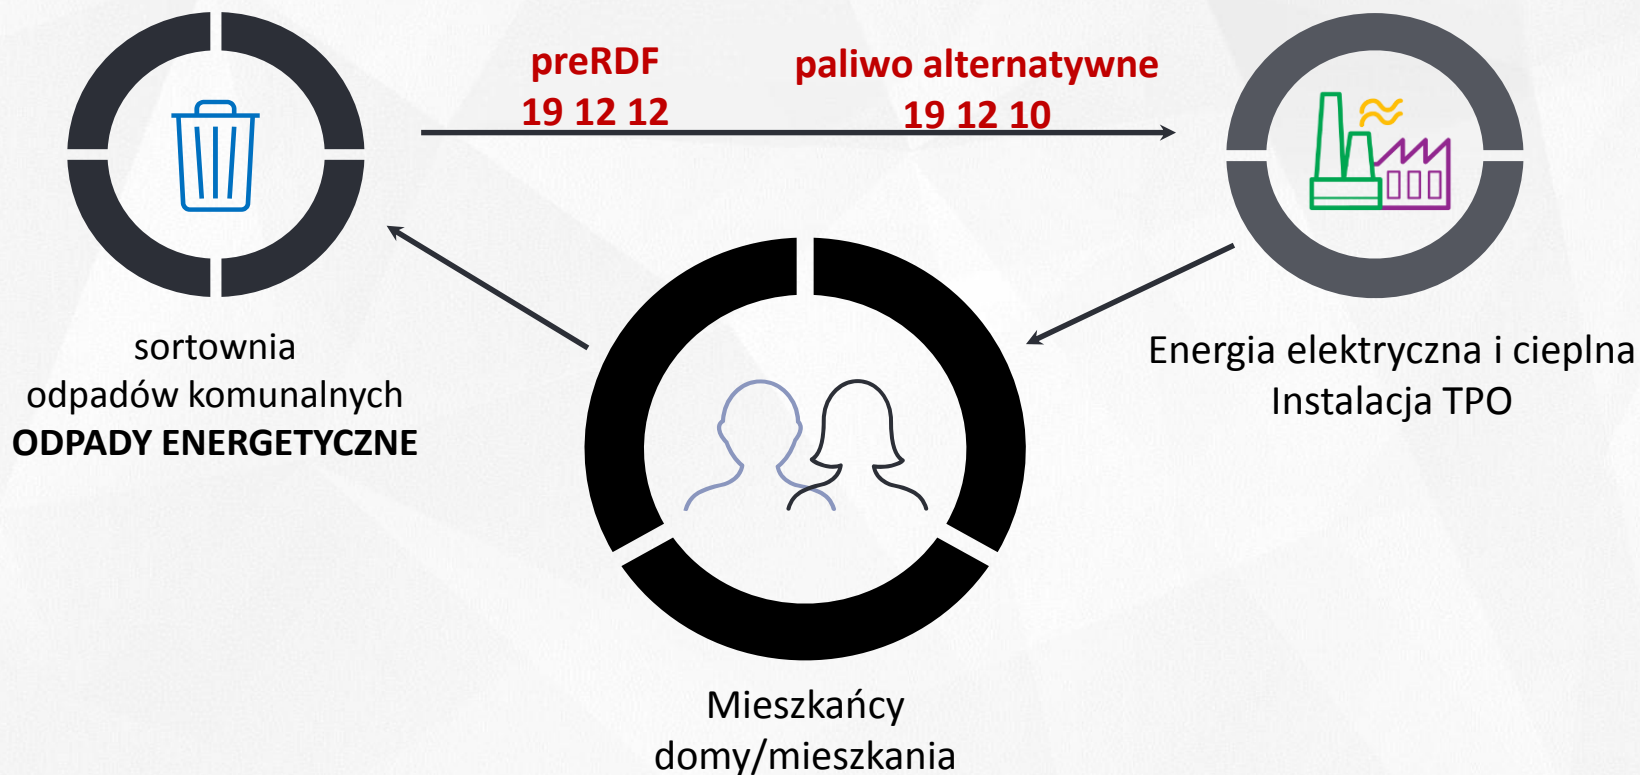 preRDF
19 12 12
paliwo alternatywne
19 12 10
sortownia
odpadów komunalnych
ODPADY ENERGETYCZNE
Energia elektryczna i cieplna
Instalacja TPO
Mieszkańcy
domy/mieszkania